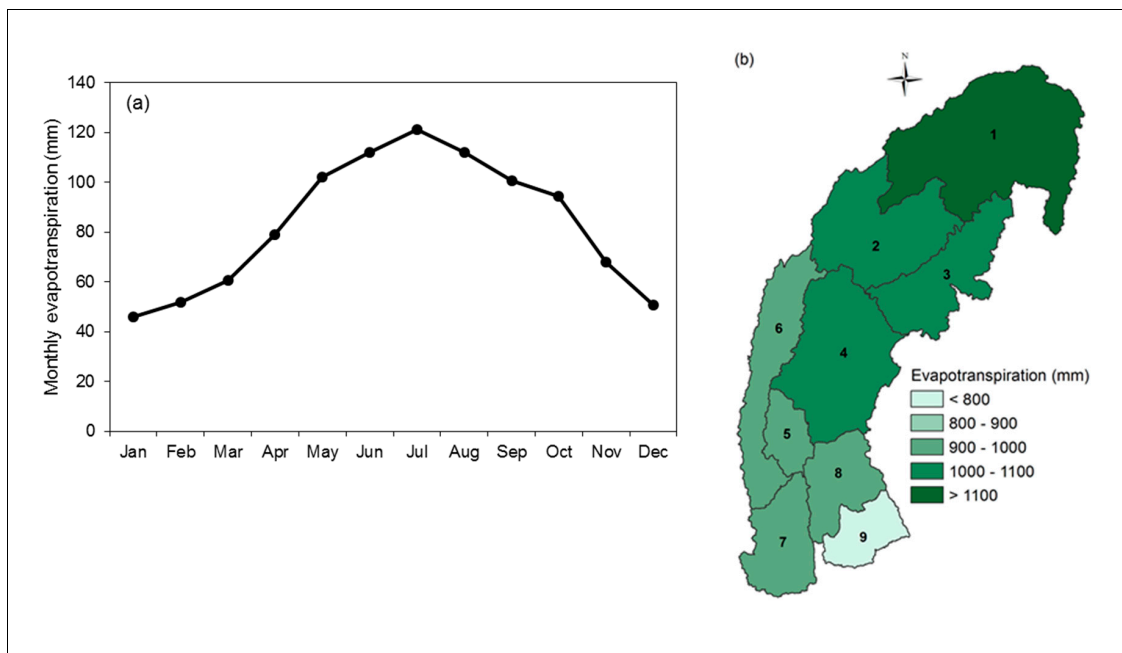 (a)
Monthly evapotranspiration (mm)
140
120
100
80
60
40
20
0
Jan Feb Mar Apr May Jun Jul Aug Sep Oct Nov Dec
(b)
N
1
2
3
6
4
5
8
9
7
Evapotranspiration (mm)
< 800
800 - 900
900 - 1000
1000 - 1100
> 1100